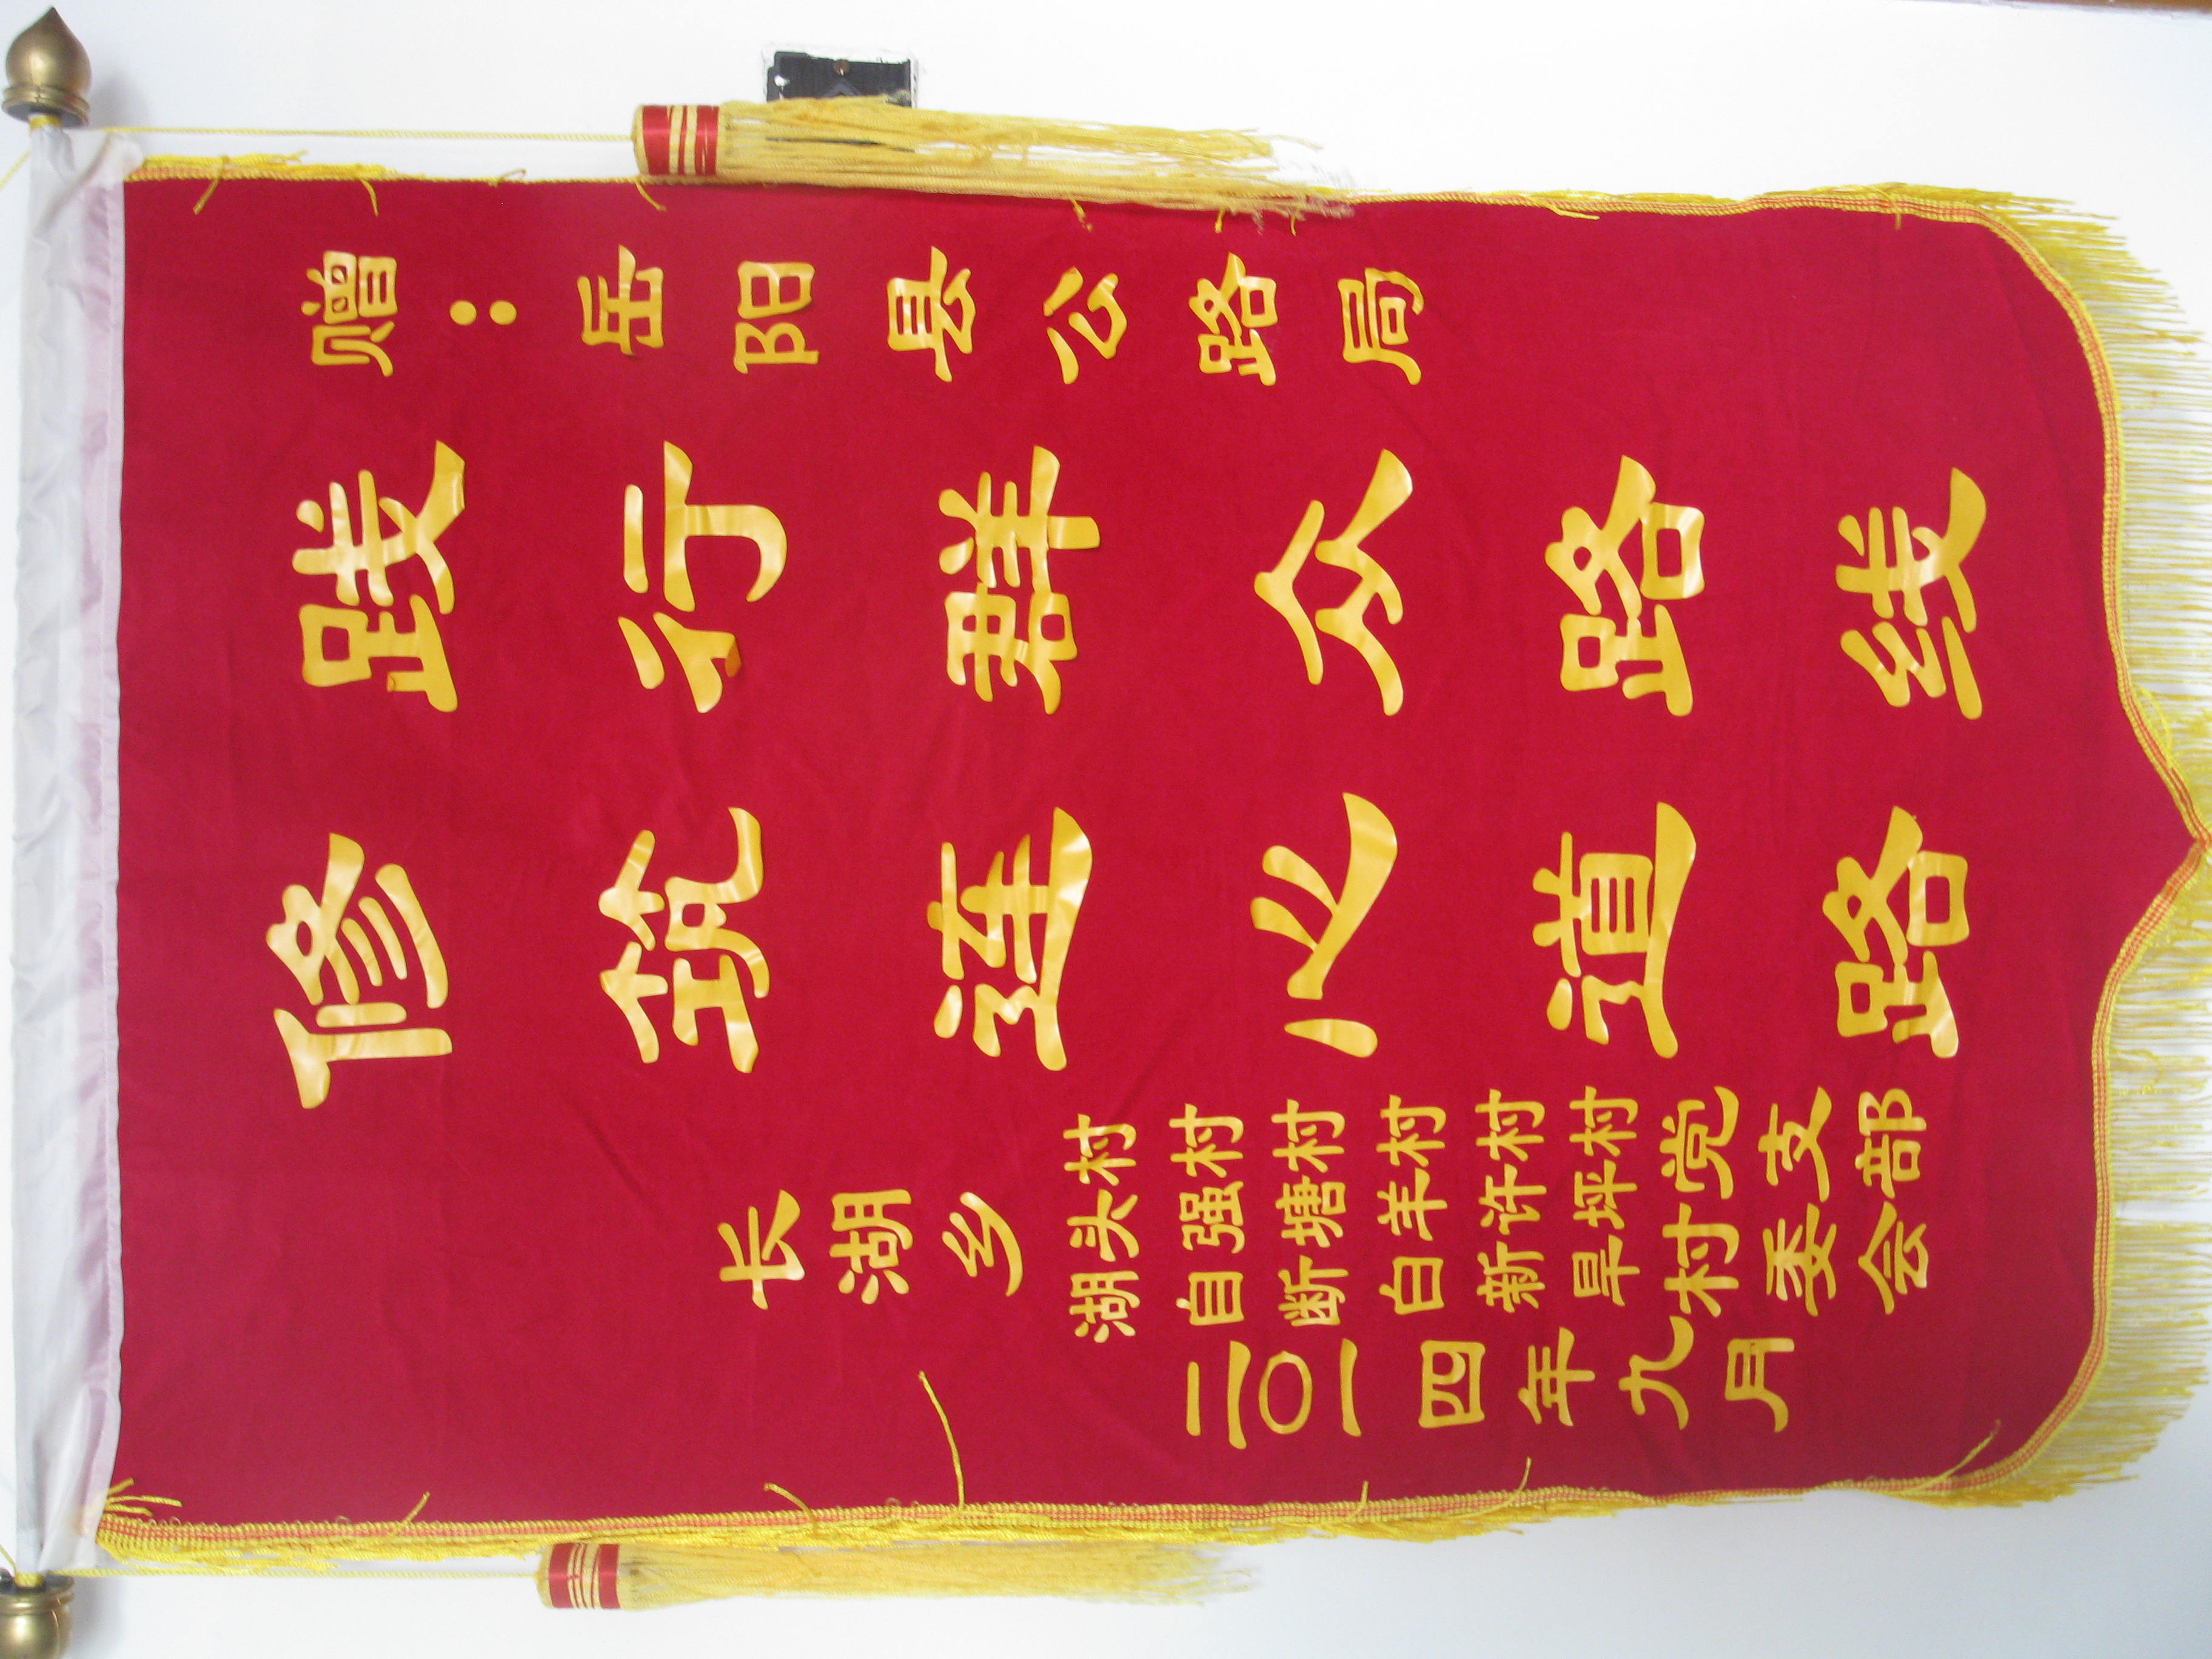 赠：岳阳县公路局
践行群众路线
修筑连心道路
长湖乡
湖头村
自强村
断塘村
白丰村
新许村
旱坪村
党支部
村委会
二〇一四年九月